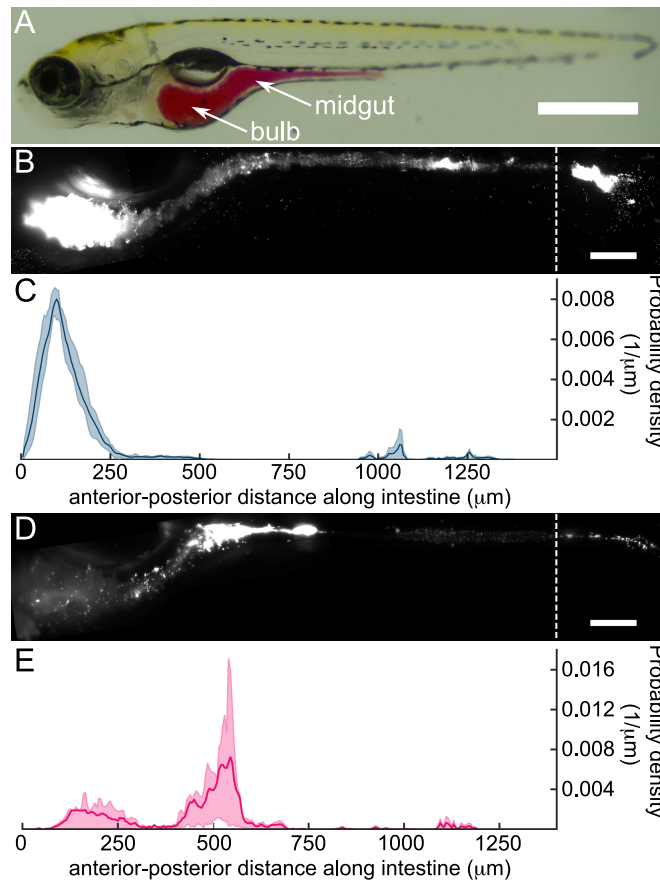 A
midgut
bulb
B
C
0.008
0.006
0.004
0.002
Probability density
(1/μm)
0
250
500
750
1000
1250
anterior-posterior distance along intestine (μm)
D
E
0.016
0.012
0.008
0.004
Probability density
(1/μm)
0
250
500
750
1000
1250
anterior-posterior distance along intestine (μm)